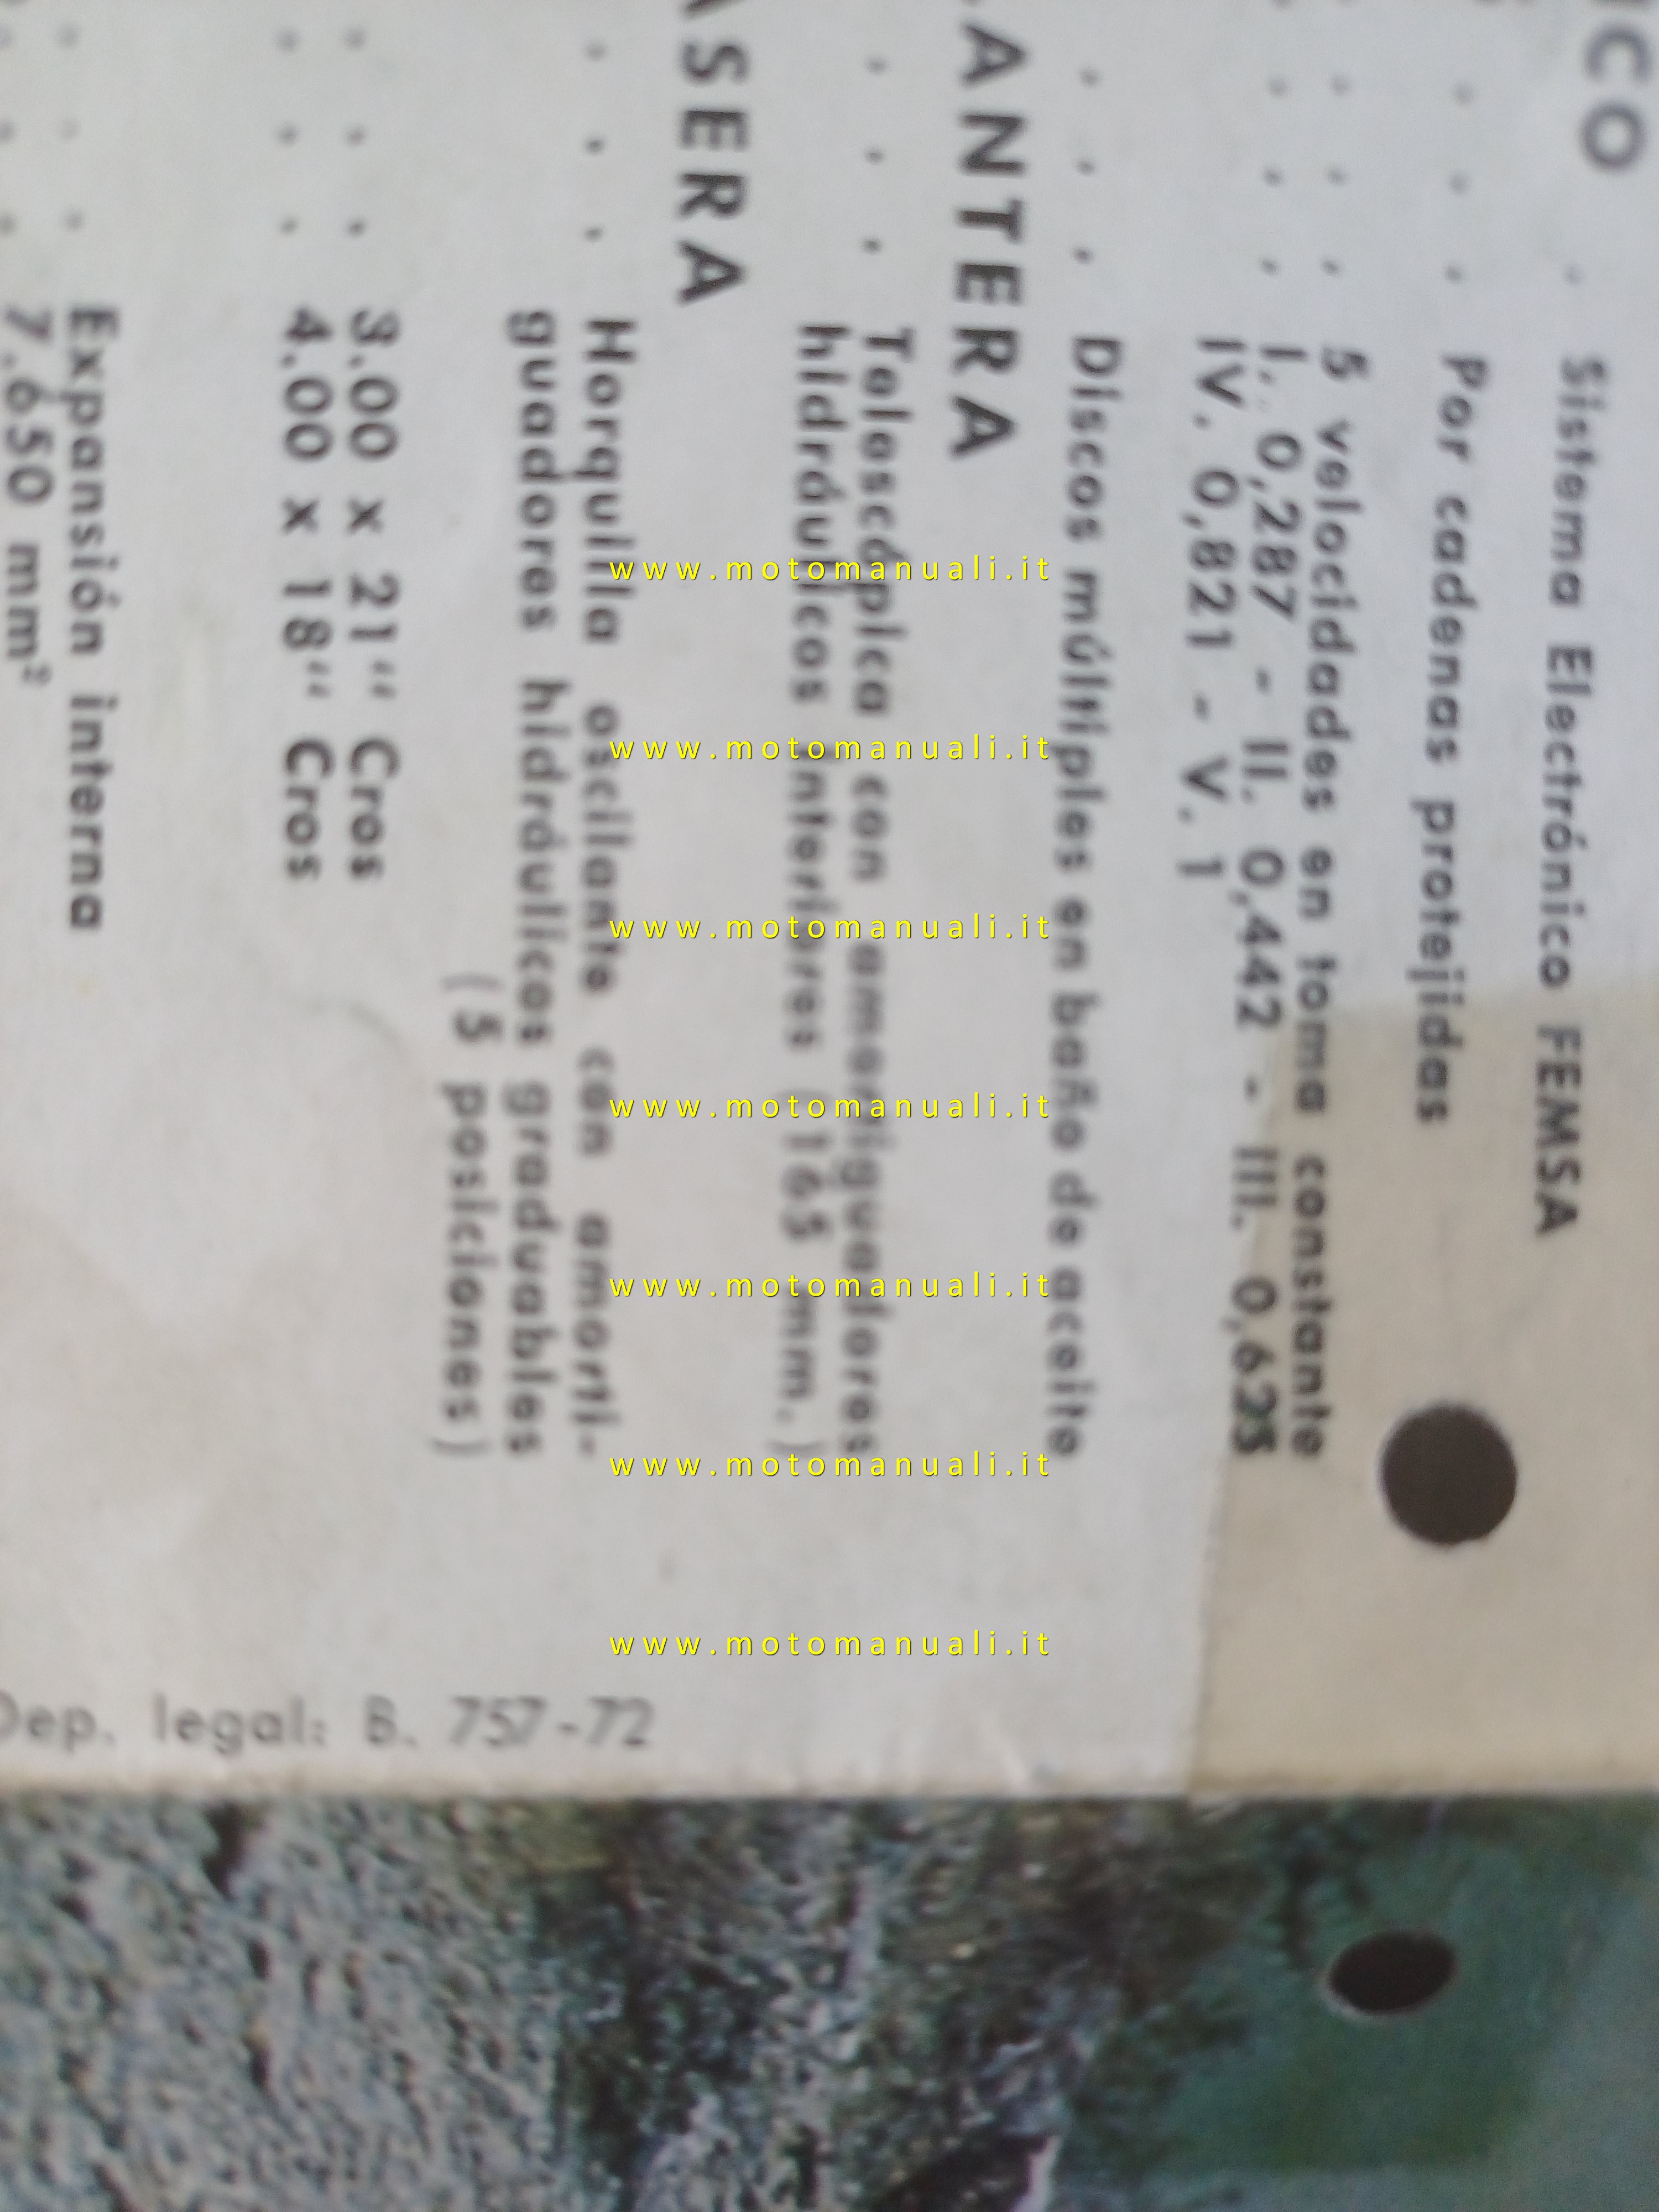 ICO
. Sistema Electrónico FEMSA
. . . Por cadenas protejidas
. . . 5 velocidades en toma constante
. . . I. 0,287 - II. 0,442 - III. 0,625
IV. 0,821 - V. 1
. . . Discos múltiples en baño de aceite
ANTERA
. . . Telescópica con amortiguadores
hidráulicos interiores (165 mm.)
ASERA
. . . Horquilla oscilante con amorti-
guadores hidráulicos graduables
(5 posiciones)
. . . 3.00 x 21“ Cros
. . . 4.00 x 18“ Cros
. . . Expansión interna
. . . 7.650 mm²
Dep. legal: B. 757-72
www.motomanuali.it
www.motomanuali.it
www.motomanuali.it
www.motomanuali.it
www.motomanuali.it
www.motomanuali.it
www.motomanuali.it